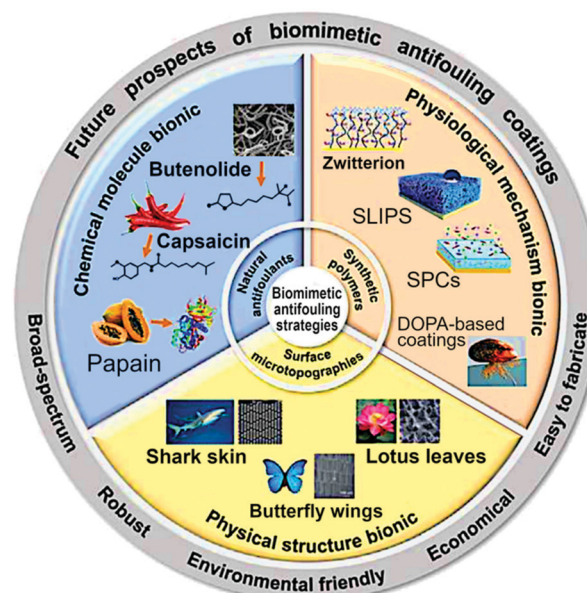 Future prospects of biomimetic antifouling coatings
Chemical molecule bionic
Butenolide
Capsaicin
Papain
Physiological mechanism bionic
Zwitterion
SLIPS
SPCs
DOPA-based
coatings
Natural
antifoulants
Synthetic
polymers
Biomimetic
antifouling
strategies
Surface
microtopographies
Shark skin
Lotus leaves
Butterfly wings
Physical structure bionic
Broad-spectrum
Robust
Environmental friendly
Economical
Easy to fabricate